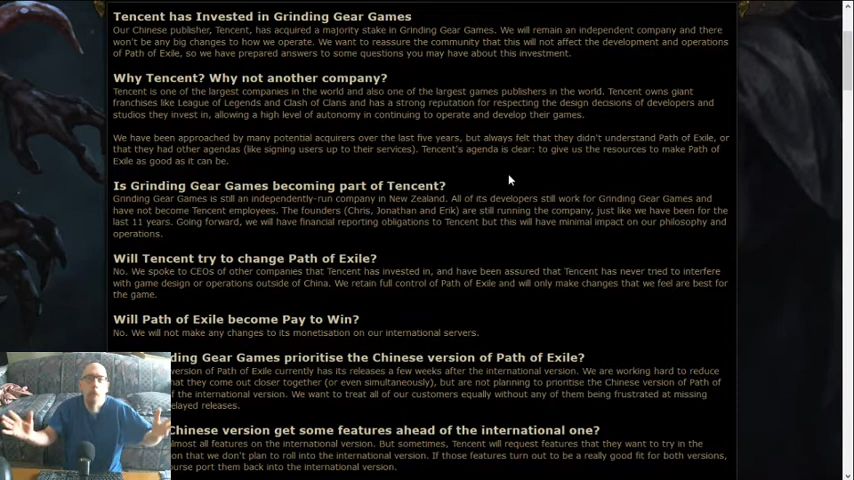 Tencent has Invested in Grinding Gear Games
Our Chinese publisher, Tencent, has acquired a majority stake in Grinding Gear Games. We will remain an independent company and there
won't be any big changes to how we operate. We want to reassure the community that this will not affect the development and operations
of Path of Exile, so we have prepared answers to some questions you may have about this investment.
Why Tencent? Why not another company?
Tencent is one of the largest companies in the world and also one of the largest games publishers in the world. Tencent owns giant
franchises like League of Legends and Clash of Clans and has a strong reputation for respecting the design decisions of developers and
studios they invest in, allowing a high level of autonomy in continuing to operate and develop their games.
We have been approached by many potential acquirers over the last five years, but always felt that they didn't understand Path of Exile, or
that they had other agendas (like signing users up to their services). Tencent's agenda is clear: to give us the resources to make Path of
Exile as good as it can be.
Is Grinding Gear Games becoming part of Tencent?
Grinding Gear Games is still an independently-run company in New Zealand. All of its developers still work for Grinding Gear Games and
have not become Tencent employees. The founders (Chris, Jonathan and Erik) are still running the company, just like we have been for the
last 11 years. Going forward, we will have financial reporting obligations to Tencent but this will have minimal impact on our philosophy and
operations.
Will Tencent try to change Path of Exile?
No. We spoke to CEOs of other companies that Tencent has invested in, and have been assured that Tencent has never tried to interfere
with game design or operations outside of China. We retain full control of Path of Exile and will only make changes that we feel are best for
the game.
Will Path of Exile become Pay to Win?
No. We will not make any changes to its monetisation on our international servers.
ding Gear Games prioritise the Chinese version of Path of Exile?
version of Path of Exile currently has its releases a few weeks after the international version. We are working hard to reduce
hat they come out closer together (or even simultaneously), but are not planning to prioritise the Chinese version of Path of
f the international version. We want to treat all of our customers equally without any of them being frustrated at missing
elayed releases.
Chinese version get some features ahead of the international one?
lmost all features on the international version. But sometimes, Tencent will request features that they want to try in the
on that we don't plan to roll into the international version. If those features turn out to be a really good fit for both versions,
urse port them back into the international version.